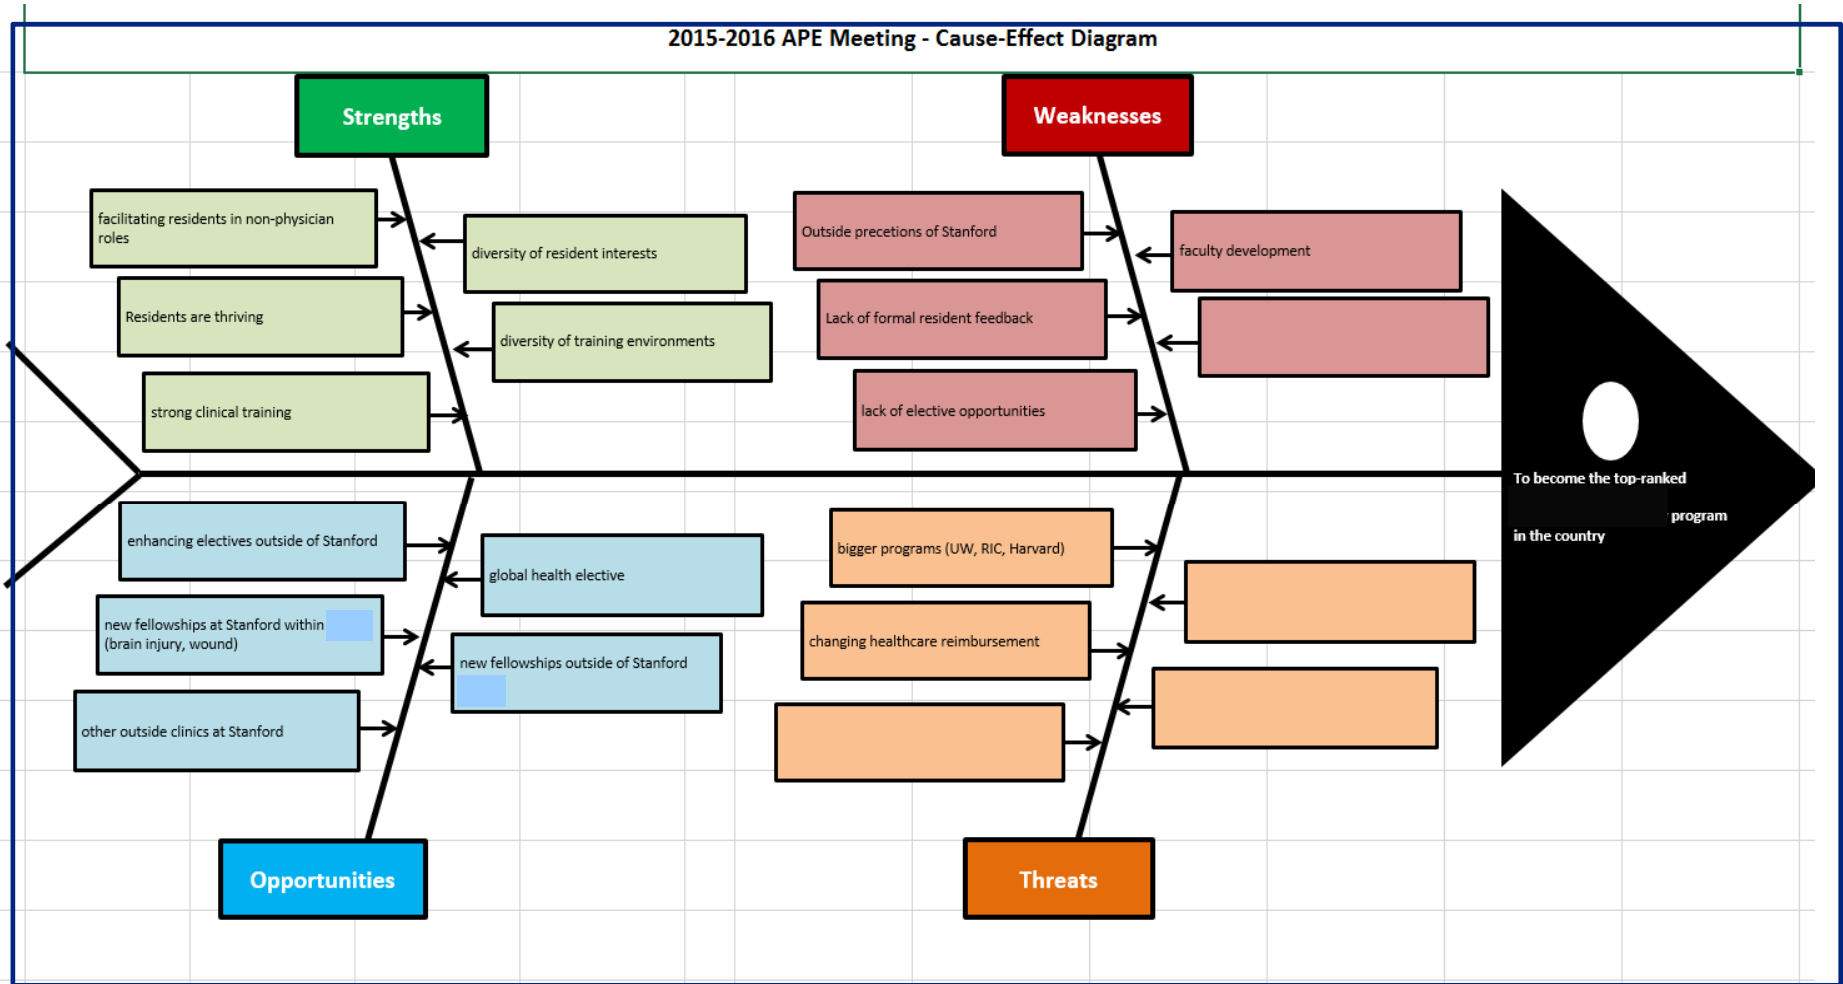 2015-2016 APE Meeting - Cause-Effect Diagram
Strengths
facilitating residents in non-physician
roles
diversity of resident interests
Residents are thriving
diversity of training environments
strong clinical training
Weaknesses
Outside precetions of Stanford
faculty development
Lack of formal resident feedback
lack of elective opportunities
To become the top-ranked
program
in the country
enhancing electives outside of Stanford
global health elective
new fellowships at Stanford within
(brain injury, wound)
new fellowships outside of Stanford
other outside clinics at Stanford
Opportunities
bigger programs (UW, RIC, Harvard)
changing healthcare reimbursement
Threats